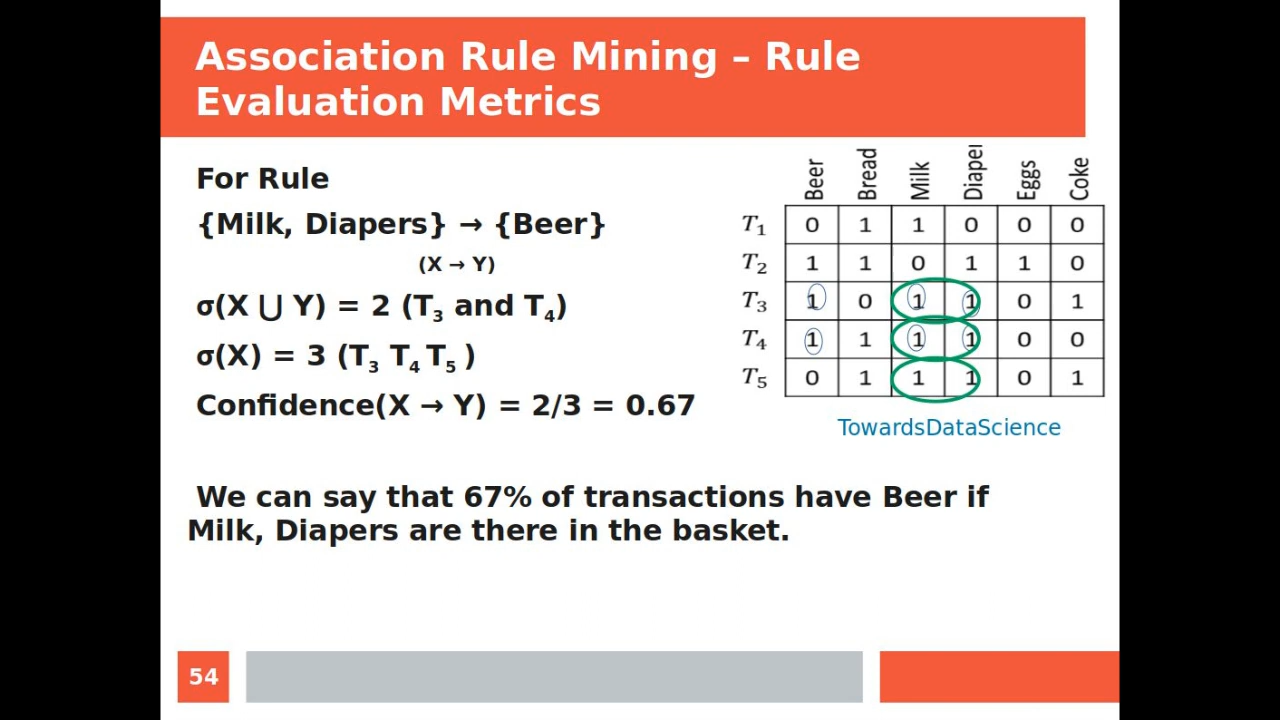 Association Rule Mining – Rule
Evaluation Metrics
For Rule
{Milk, Diapers} → {Beer}
(X → Y)
σ(X ⋃ Y) = 2 (T3 and T4)
σ(X) = 3 (T3 T4 T5 )
Confidence(X → Y) = 2/3 = 0.67
Beer Bread Milk Diaper Eggs Coke
T1 0 1 1 0 0 0
T2 1 1 0 1 1 0
T3 1 0 1 1 0 1
T4 1 1 1 1 0 0
T5 0 1 1 1 0 1
TowardsDataScience
We can say that 67% of transactions have Beer if
Milk, Diapers are there in the basket.
54